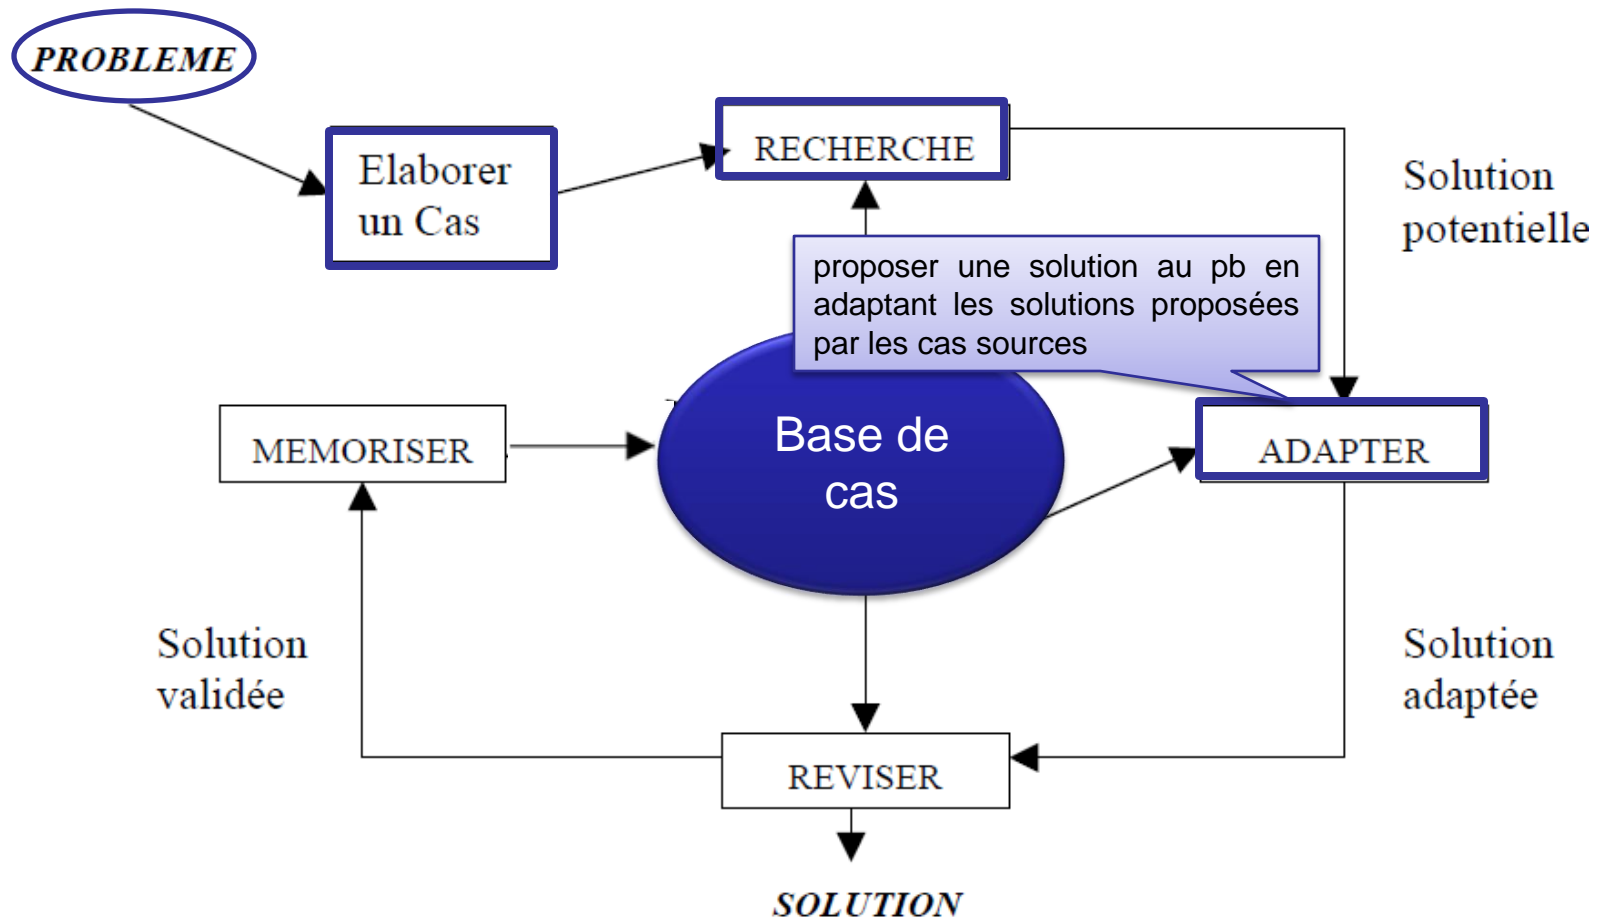 PROBLEME
Elaborer
un Cas
RECHERCHE
Solution
potentielle
proposer une solution au pb en
adaptant les solutions proposées
par les cas sources
Base de
cas
MEMORISER
ADAPTER
Solution
validée
Solution
adaptée
REVISER
SOLUTION